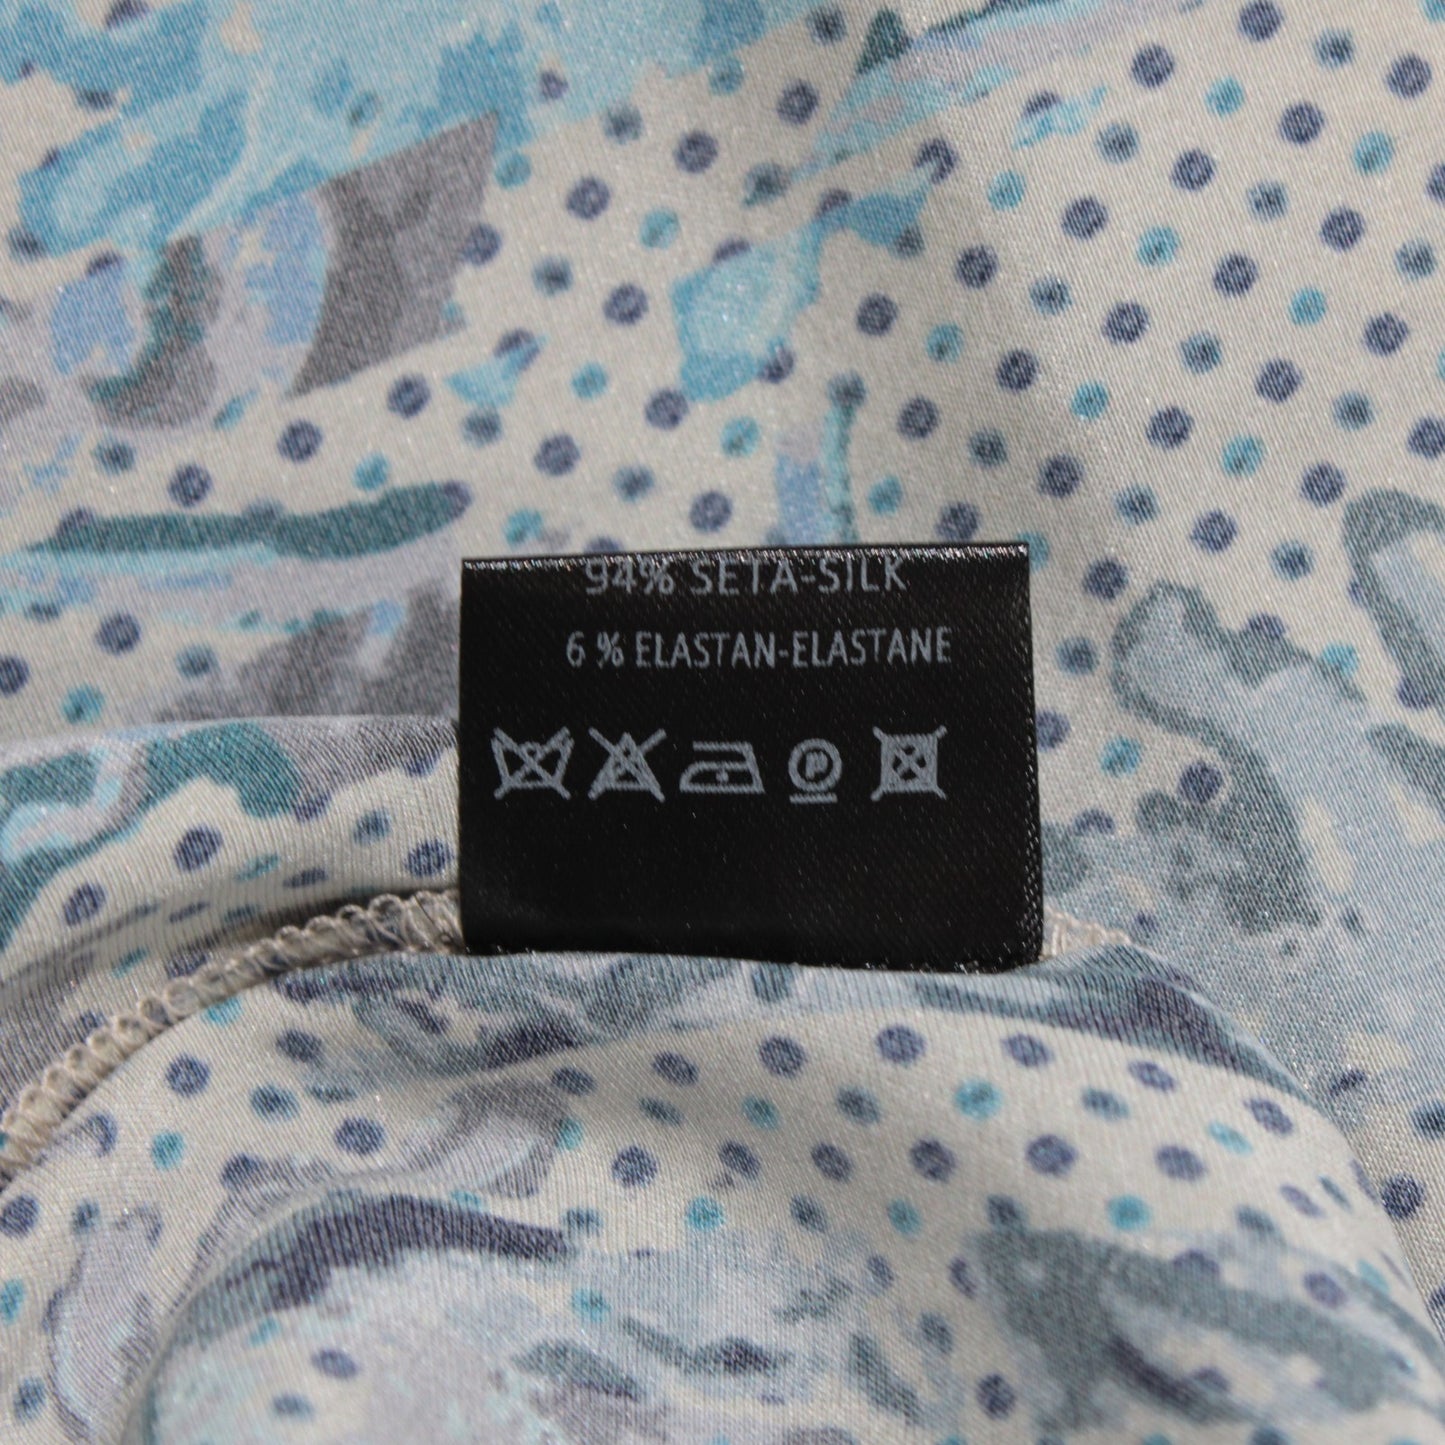 94% SETA-SILK
6 % ELASTAN-ELASTANE
P